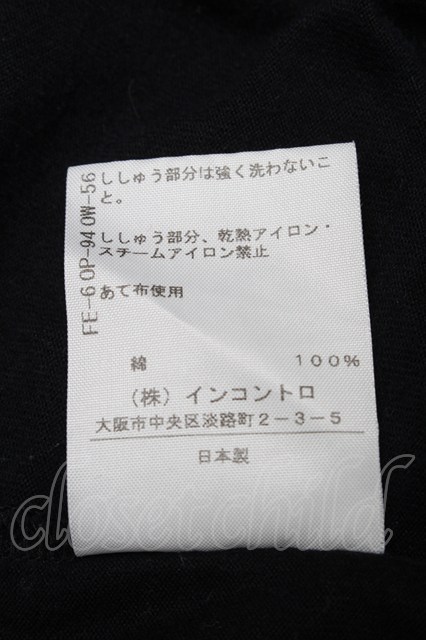 ししゅう部分は強く洗わないこ
と。
ししゅう部分、乾熱アイロン・
スチームアイロン禁止
あて布使用
綿 100%
(株)インコントロ
大阪市中央区淡路町2-3-5
日本製
FE-6 OP-94 0W-56
closet child